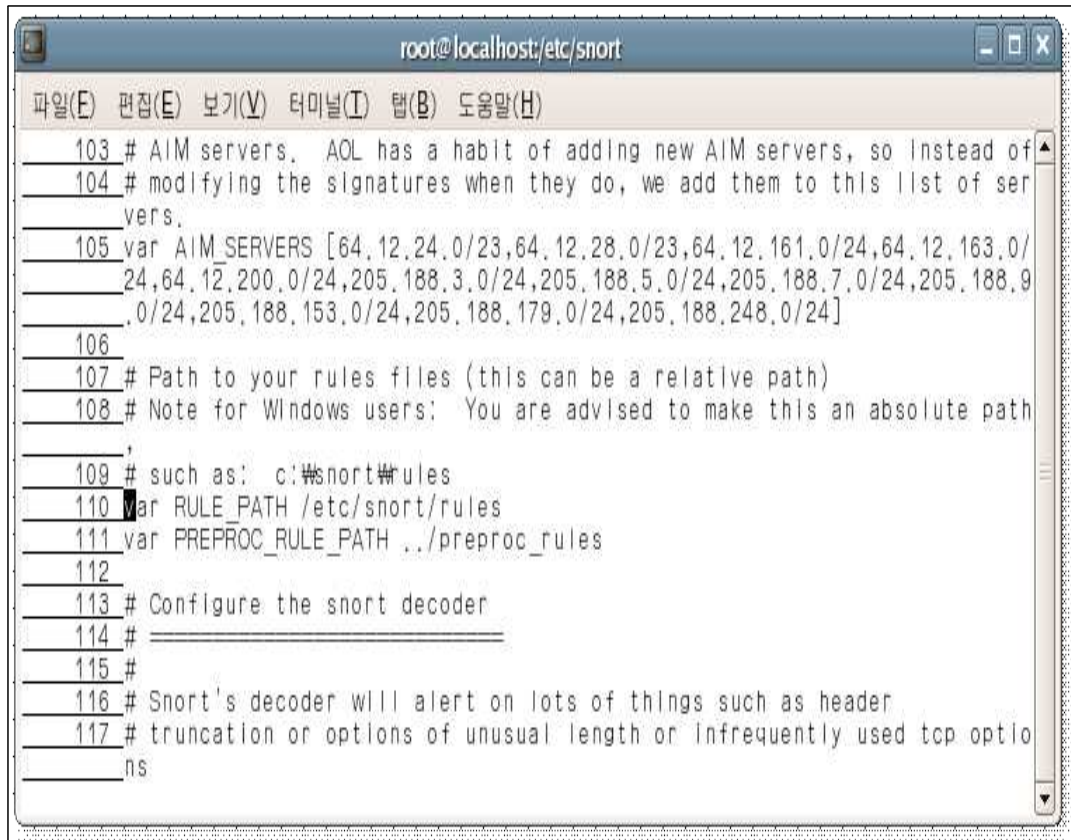 root@localhost:/etc/snort
파일(F) 편집(E) 보기(V) 터미널(T) 탭(B) 도움말(H)
103 # AIM servers.  AOL has a habit of adding new AIM servers, so instead of
104 # modifying the signatures when they do, we add them to this list of ser
vers.
105 var AIM_SERVERS [64.12.24.0/23,64.12.28.0/23,64.12.161.0/24,64.12.163.0/
24,64.12.200.0/24,205.188.3.0/24,205.188.5.0/24,205.188.7.0/24,205.188.9
.0/24,205.188.153.0/24,205.188.179.0/24,205.188.248.0/24]
106
107 # Path to your rules files (this can be a relative path)
108 # Note for Windows users:  You are advised to make this an absolute path
,
109 # such as:  c:₩snort₩rules
110 var RULE_PATH /etc/snort/rules
111 var PREPROC_RULE_PATH ../preproc_rules
112
113 # Configure the snort decoder
114 # ============================
115 #
116 # Snort's decoder will alert on lots of things such as header
117 # truncation or options of unusual length or infrequently used tcp optio
ns